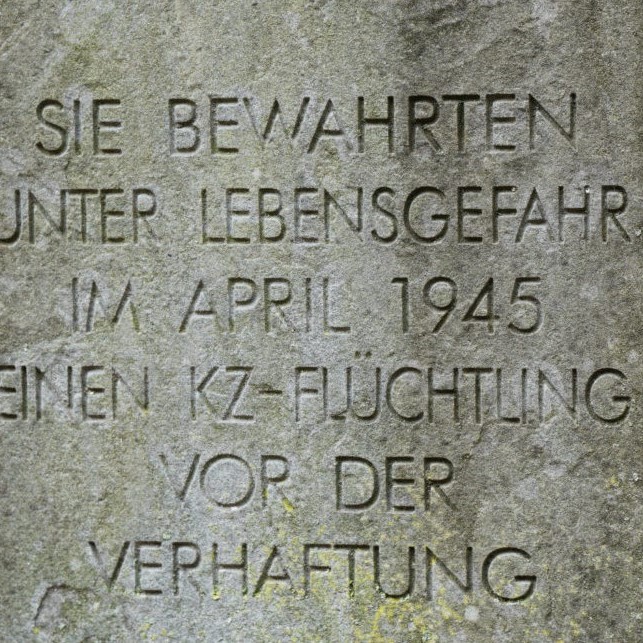 SIE BEWAHRTEN
UNTER LEBENSGEFAHR
IM APRIL 1945
EINEN KZ-FLÜCHTLING
VOR DER
VERHAFTUNG